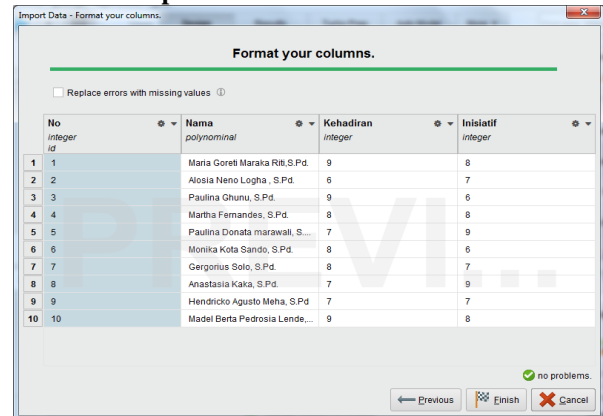 Import Data - Format your columns.
Format your columns.
Replace errors with missing values
No Nama Kehadiran Inisiatif
integer polynominal integer integer
id
1 1 Maria Goreti Maraka Riti,S.Pd. 9 8
2 2 Alosia Neno Logha , S.Pd. 6 7
3 3 Paulina Ghunu, S.Pd. 9 6
4 4 Martha Fernandes, S.Pd. 8 8
5 5 Paulina Donata marawali, S.... 7 9
6 6 Monika Kota Sando, S.Pd. 8 6
7 7 Gergorius Solo, S.Pd. 8 7
8 8 Anastasia Kaka, S.Pd. 7 9
9 9 Hendricko Agusto Meha, S.Pd 7 7
10 10 Madel Berta Pedrosia Lende,... 9 8
PREVI...
no problems.
Previous Finish Cancel